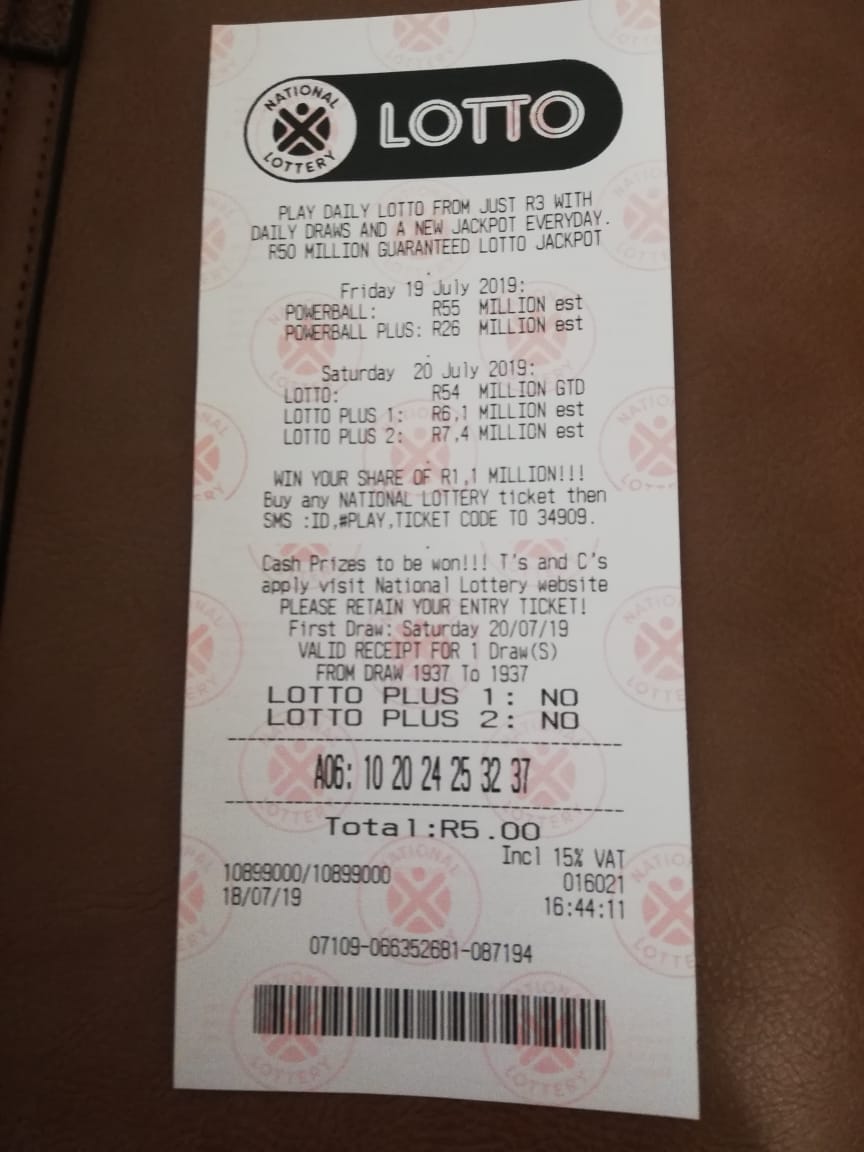 NATIONAL LOTTERY
LOTTO
PLAY DAILY LOTTO FROM JUST R3 WITH
DAILY DRAWS AND A NEW JACKPOT EVERYDAY.
R50 MILLION GUARANTEED LOTTO JACKPOT
.
Friday 19 July 2019:
POWERBALL: R55 MILLION est
POWERBALL PLUS: R26 MILLION est
.
Saturday 20 July 2019:
LOTTO: R54 MILLION GTD
LOTTO PLUS 1: R6,1 MILLION est
LOTTO PLUS 2: R7,4 MILLION est
.
WIN YOUR SHARE OF R1,1 MILLION!!!
Buy any NATIONAL LOTTERY ticket then
SMS :ID,#PLAY,TICKET CODE TO 34909.
.
Cash Prizes to be won!!! T's and C's
apply visit National Lottery website
PLEASE RETAIN YOUR ENTRY TICKET!
First Draw: Saturday 20/07/19
VALID RECEIPT FOR 1 Draw(S)
FROM DRAW 1937 To 1937
LOTTO PLUS 1: NO
LOTTO PLUS 2: NO
A06: 10 20 24 25 32 37
Total:R5.00
Incl 15% VAT
10899000/10899000 016021
18/07/19 16:44:11
07109-066352681-087194